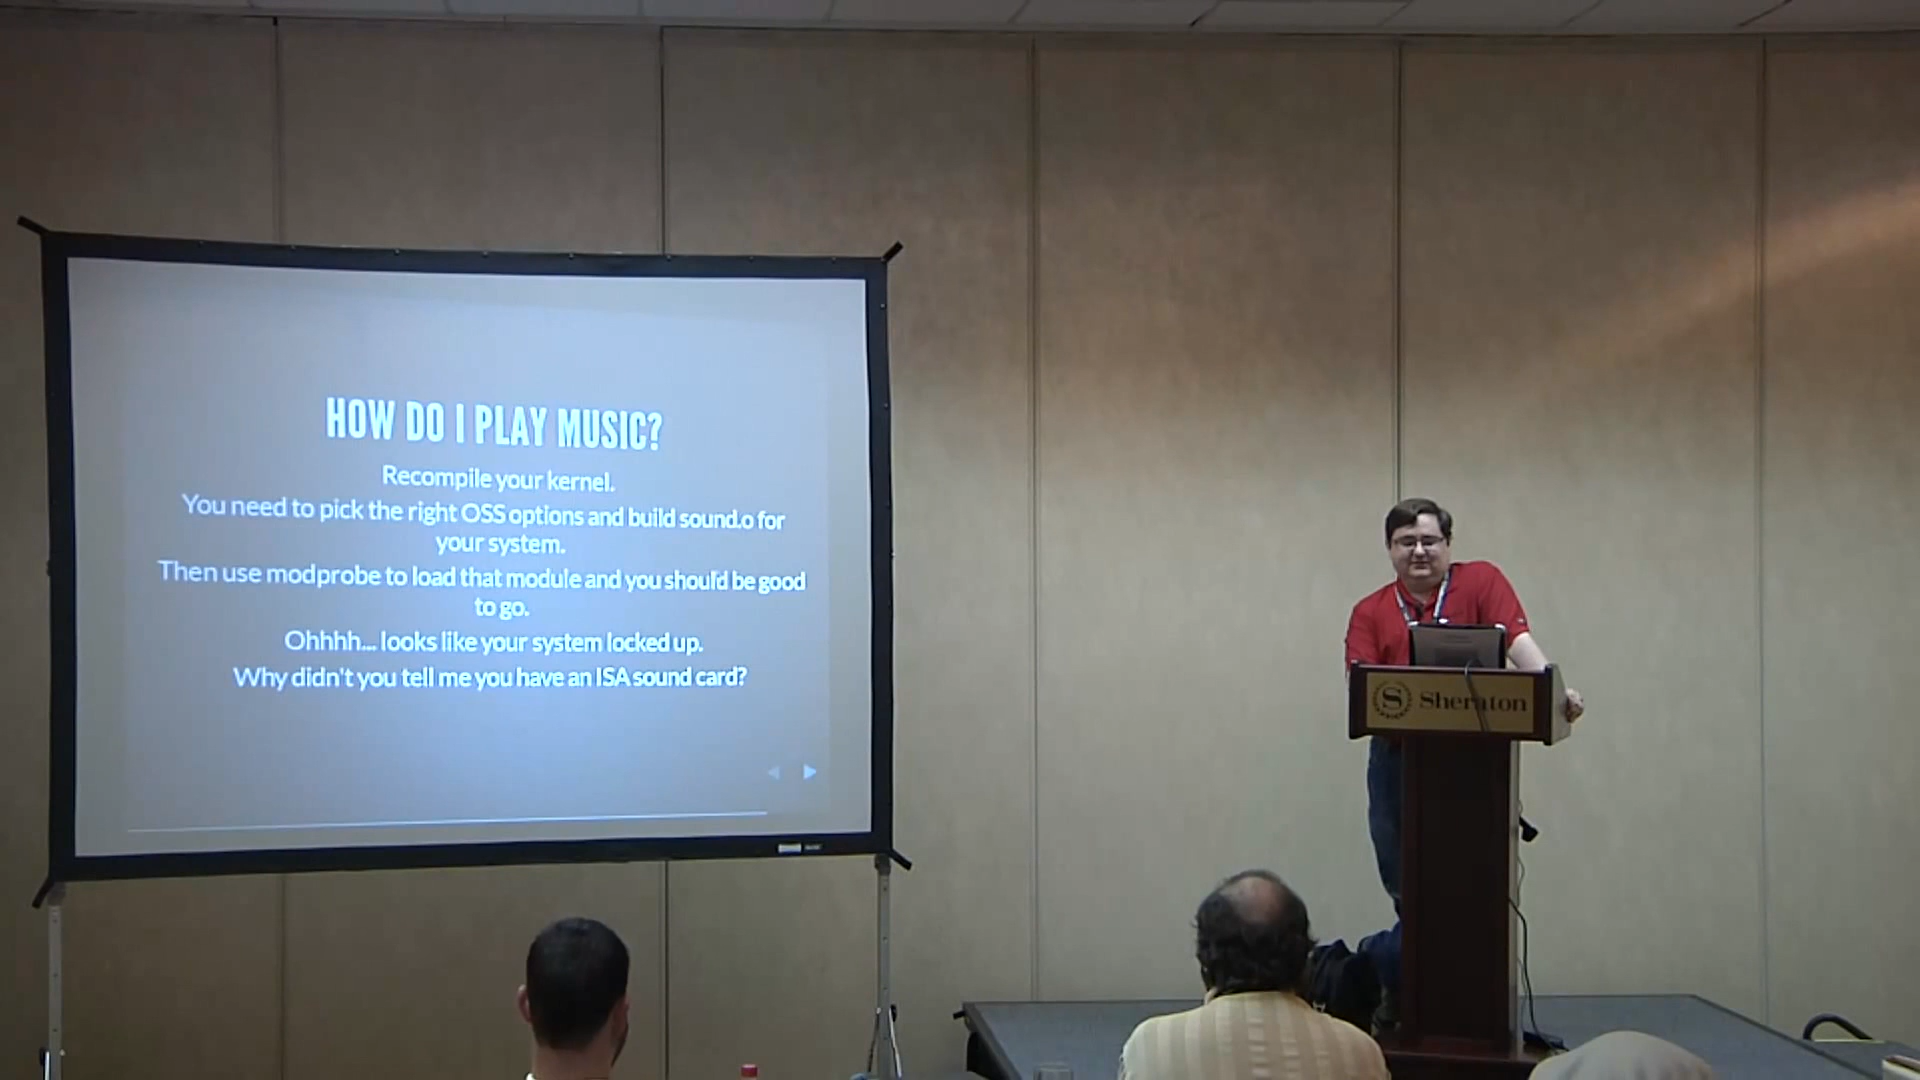 HOW DO I PLAY MUSIC?
Recompile your kernel.
You need to pick the right OSS options and build sound.o for
your system.
Then use modprobe to load that module and you should be good
to go.
Ohhhh... looks like your system locked up.
Why didn't you tell me you have an ISA sound card?
S Sheraton